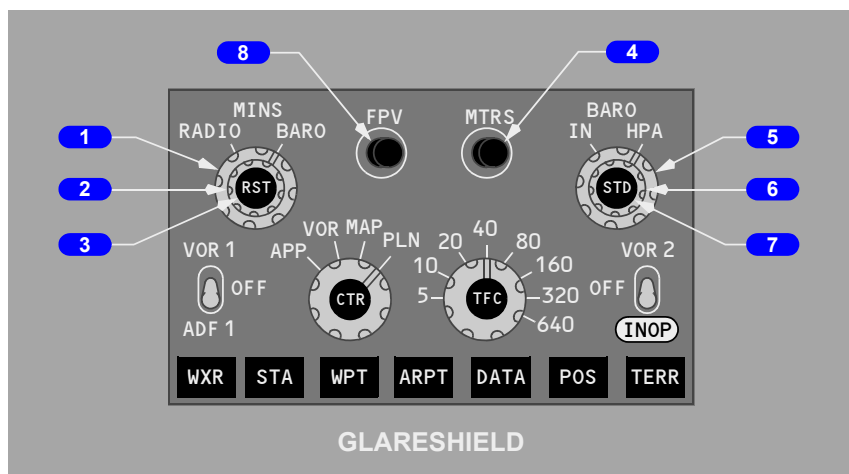 8
4
MINS
FPV
MTRS
BARO
RADIO
BARO
IN
HPA
1
5
2
RST
STD
6
3
7
VOR 1
VOR
MAP
PLN
20
40
80
VOR 2
APP
10
160
OFF
CTR
5
TFC
320
OFF
ADF 1
640
INOP
WXR
STA
WPT
ARPT
DATA
POS
TERR
GLARESHIELD